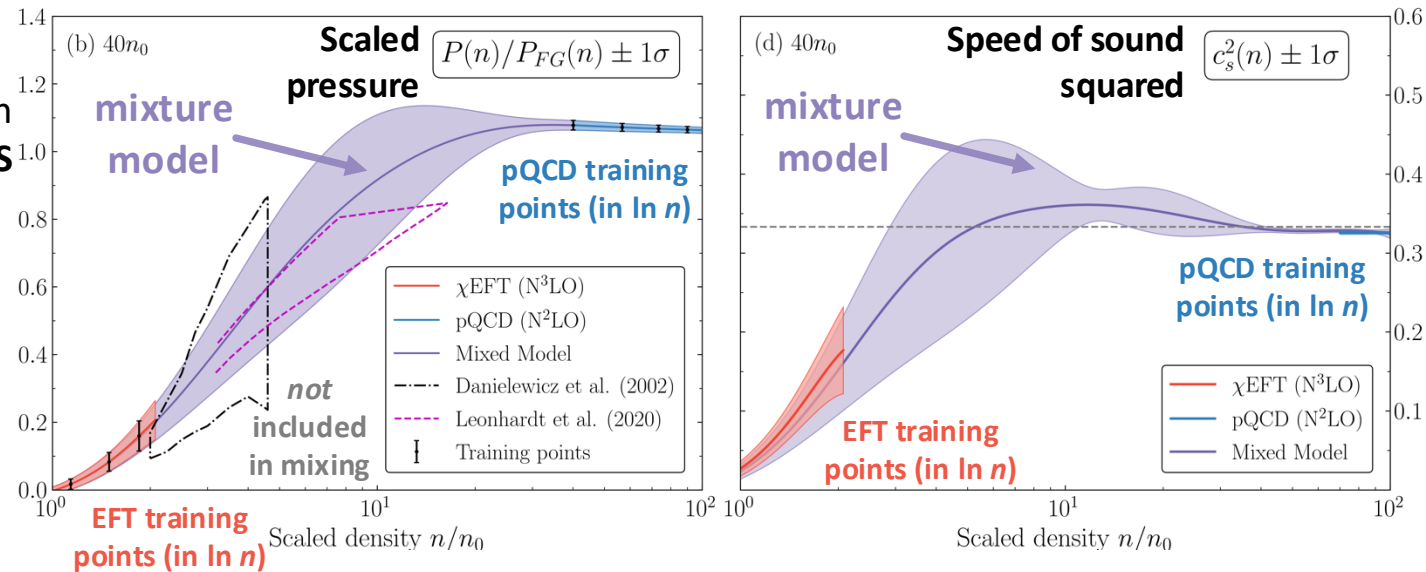 (b) 40n₀
Scaled
pressure
P(n)/P_FG(n) ± 1σ
mixture
model
pQCD training
points (in ln n)
χEFT (N³LO)
pQCD (N²LO)
Mixed Model
Danielewicz et al. (2002)
Leonhardt et al. (2020)
Training points
not
included
in mixing
EFT training
points (in ln n)
1.4
1.2
1.0
0.8
0.6
0.4
0.2
0.0
10⁰
10¹
10²
Scaled density n/n₀
(d) 40n₀
Speed of sound
squared
c_s²(n) ± 1σ
mixture
model
pQCD training
points (in ln n)
EFT training
points (in ln n)
χEFT (N³LO)
pQCD (N²LO)
Mixed Model
0.6
0.5
0.4
0.3
0.2
0.1
10¹
10²
Scaled density n/n₀